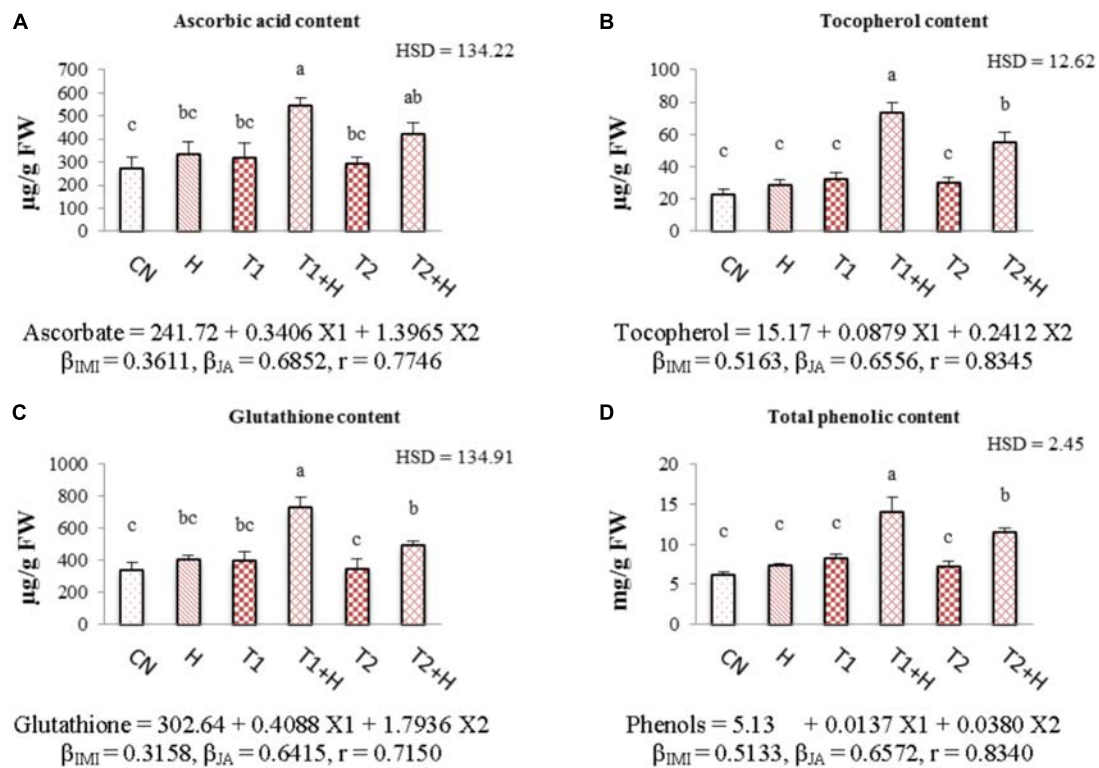 A
Ascorbic acid content
HSD = 134.22
µg/g FW
700
600
500
400
300
200
100
0
c
bc
bc
a
bc
ab
CN
H
T1
T1+H
T2
T2+H
Ascorbate = 241.72 + 0.3406 X1 + 1.3965 X2
βIMI = 0.3611, βJA = 0.6852, r = 0.7746
B
Tocopherol content
HSD = 12.62
µg/g FW
100
80
60
40
20
0
c
c
c
a
c
b
CN
H
T1
T1+H
T2
T2+H
Tocopherol = 15.17 + 0.0879 X1 + 0.2412 X2
βIMI = 0.5163, βJA = 0.6556, r = 0.8345
C
Glutathione content
HSD = 134.91
µg/g FW
1000
800
600
400
200
0
c
bc
bc
a
c
b
CN
H
T1
T1+H
T2
T2+H
Glutathione = 302.64 + 0.4088 X1 + 1.7936 X2
βIMI = 0.3158, βJA = 0.6415, r = 0.7150
D
Total phenolic content
HSD = 2.45
mg/g FW
20
15
10
5
0
c
c
c
a
c
b
CN
H
T1
T1+H
T2
T2+H
Phenols = 5.13 + 0.0137 X1 + 0.0380 X2
βIMI = 0.5133, βJA = 0.6572, r = 0.8340